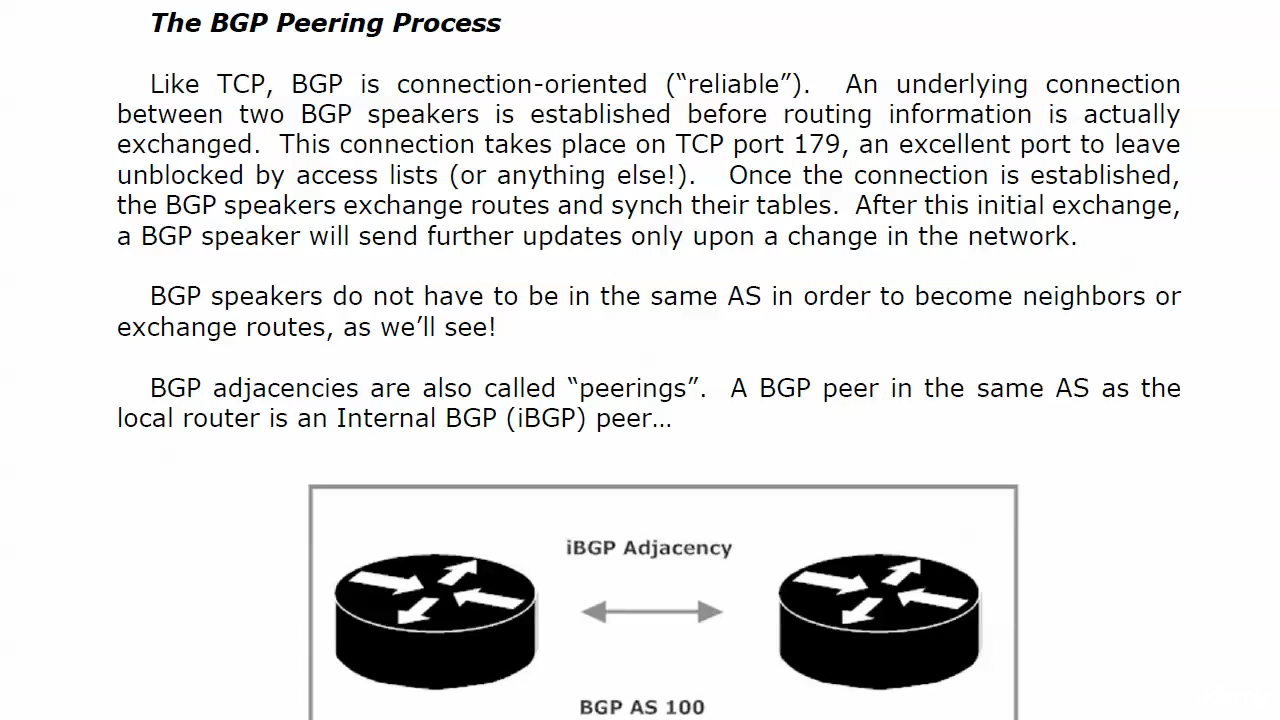 The BGP Peering Process
Like TCP, BGP is connection-oriented (“reliable”). An underlying connection
between two BGP speakers is established before routing information is actually
exchanged. This connection takes place on TCP port 179, an excellent port to leave
unblocked by access lists (or anything else!). Once the connection is established,
the BGP speakers exchange routes and synch their tables. After this initial exchange,
a BGP speaker will send further updates only upon a change in the network.
BGP speakers do not have to be in the same AS in order to become neighbors or
exchange routes, as we’ll see!
BGP adjacencies are also called “peerings”. A BGP peer in the same AS as the
local router is an Internal BGP (iBGP) peer…
iBGP Adjacency
BGP AS 100